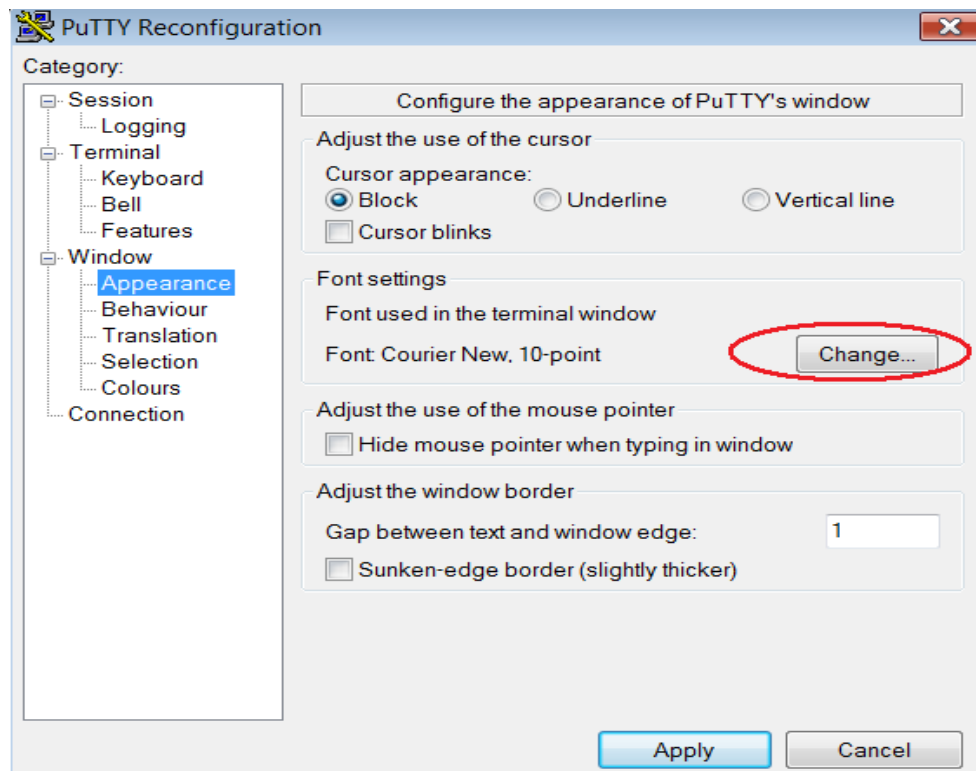 PuTTY Reconfiguration
Category:
Session
Logging
Terminal
Keyboard
Bell
Features
Window
Appearance
Behaviour
Translation
Selection
Colours
Connection
Configure the appearance of PuTTY's window
Adjust the use of the cursor
Cursor appearance:
Block Underline Vertical line
Cursor blinks
Font settings
Font used in the terminal window
Font: Courier New, 10-point Change...
Adjust the use of the mouse pointer
Hide mouse pointer when typing in window
Adjust the window border
Gap between text and window edge: 1
Sunken-edge border (slightly thicker)
Apply Cancel